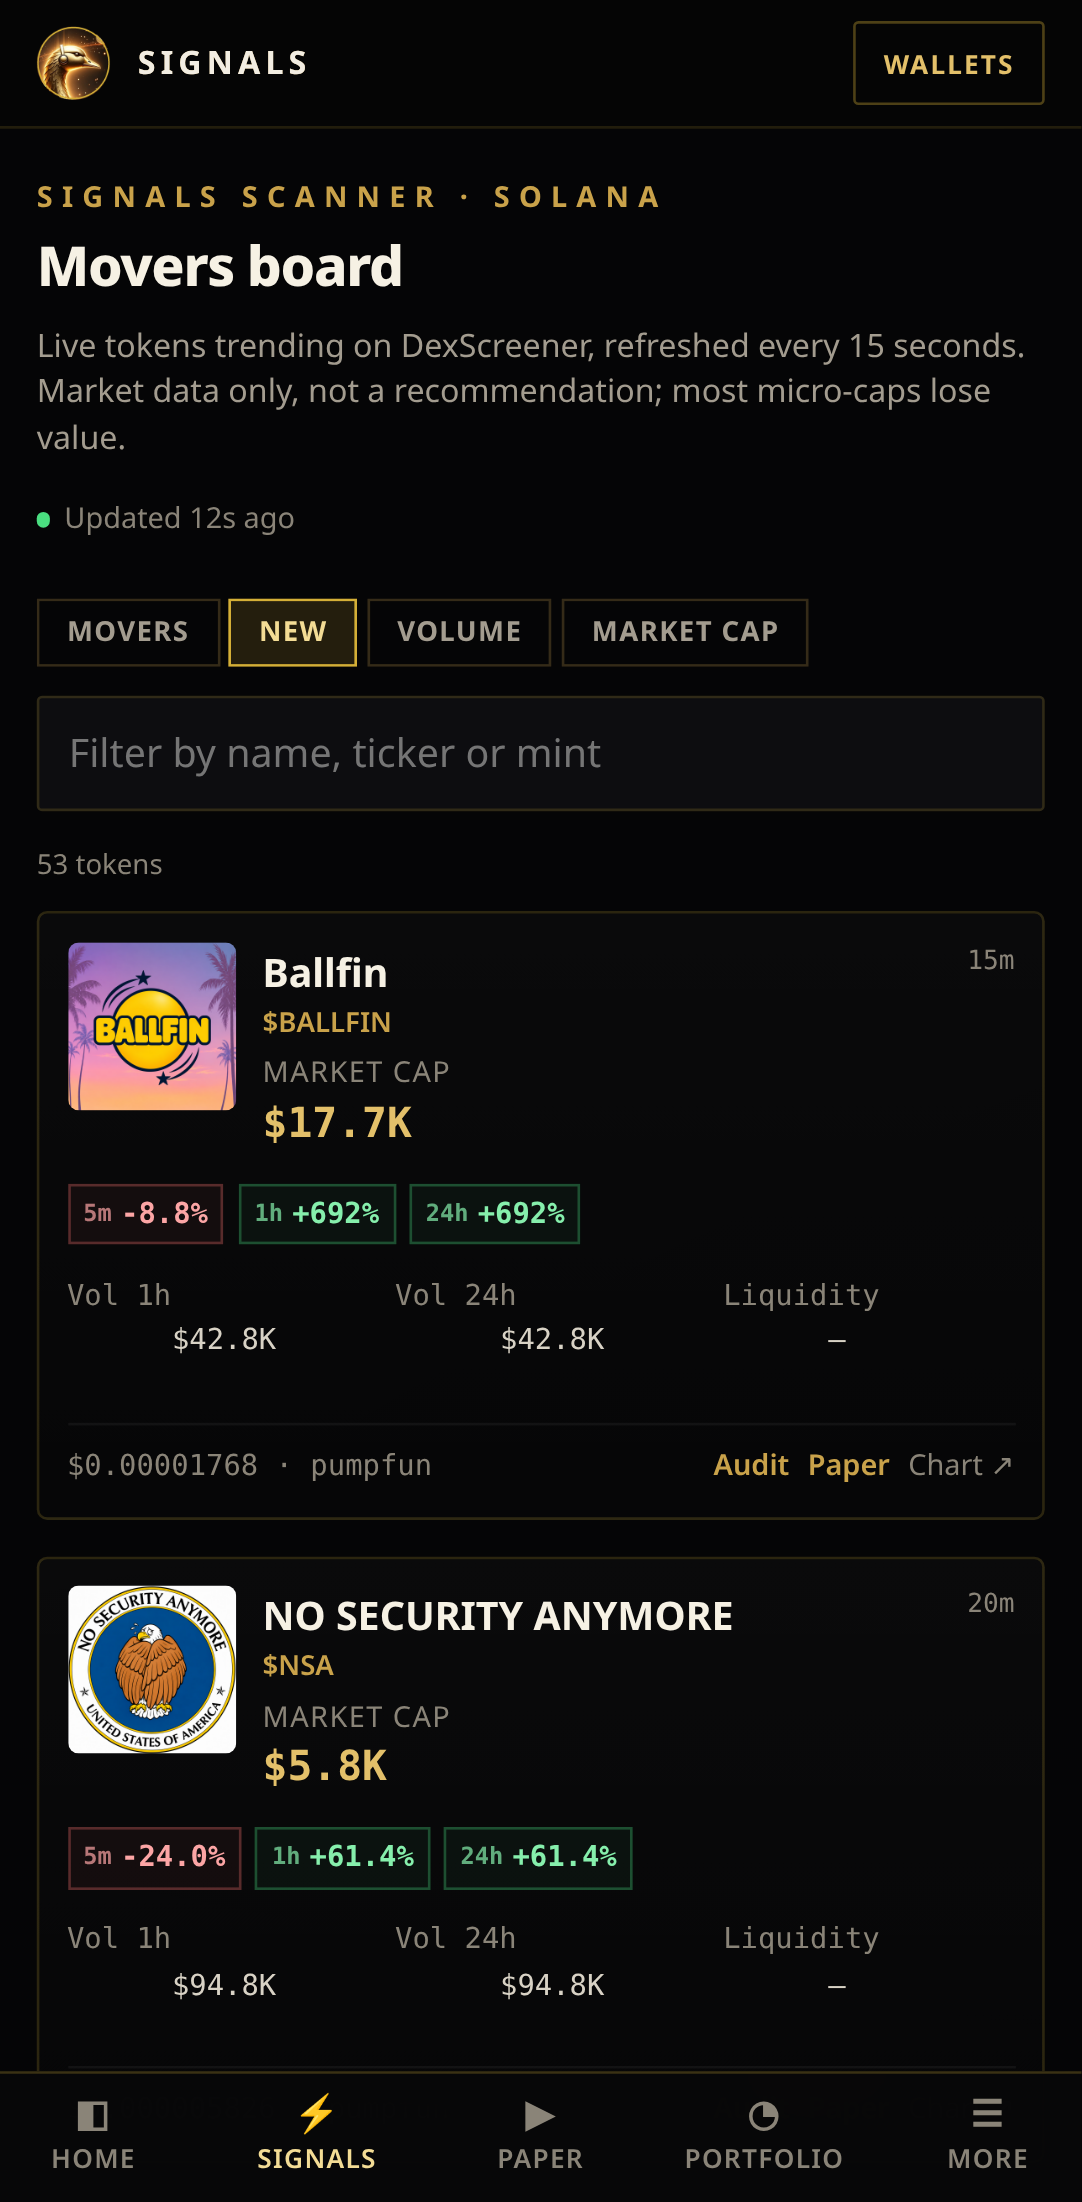 SIGNALS
WALLETS
SIGNALS SCANNER · SOLANA
Movers board
Live tokens trending on DexScreener, refreshed every 15 seconds.
Market data only, not a recommendation; most micro-caps lose
value.
Updated 12s ago
MOVERS NEW VOLUME MARKET CAP
Filter by name, ticker or mint
53 tokens
BALLFIN
Ballfin 15m
$BALLFIN
MARKET CAP
$17.7K
5m -8.8% 1h +692% 24h +692%
Vol 1h Vol 24h Liquidity
$42.8K $42.8K —
$0.00001768 · pumpfun Audit Paper Chart ↗
NO SECURITY ANYMORE
UNITED STATES OF AMERICA
NO SECURITY ANYMORE 20m
$NSA
MARKET CAP
$5.8K
5m -24.0% 1h +61.4% 24h +61.4%
Vol 1h Vol 24h Liquidity
$94.8K $94.8K —
HOME SIGNALS PAPER PORTFOLIO MORE